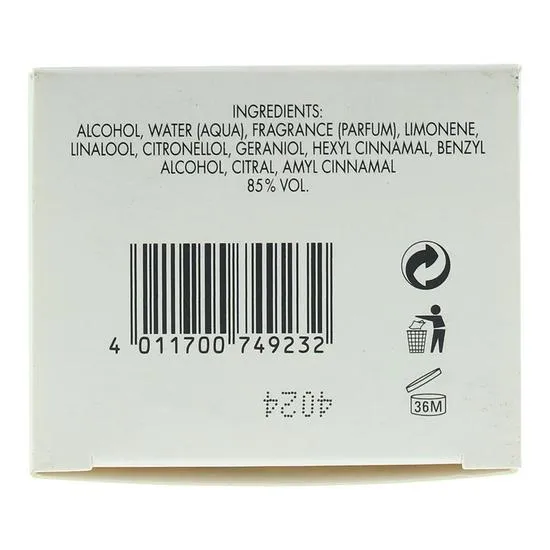 INGREDIENTS:
ALCOHOL, WATER (AQUA), FRAGRANCE (PARFUM), LIMONENE,
LINALOOL, CITRONELLOL, GERANIOL, HEXYL CINNAMAL, BENZYL
ALCOHOL, CITRAL, AMYL CINNAMAL
85% VOL.
4 011700 749232
36M